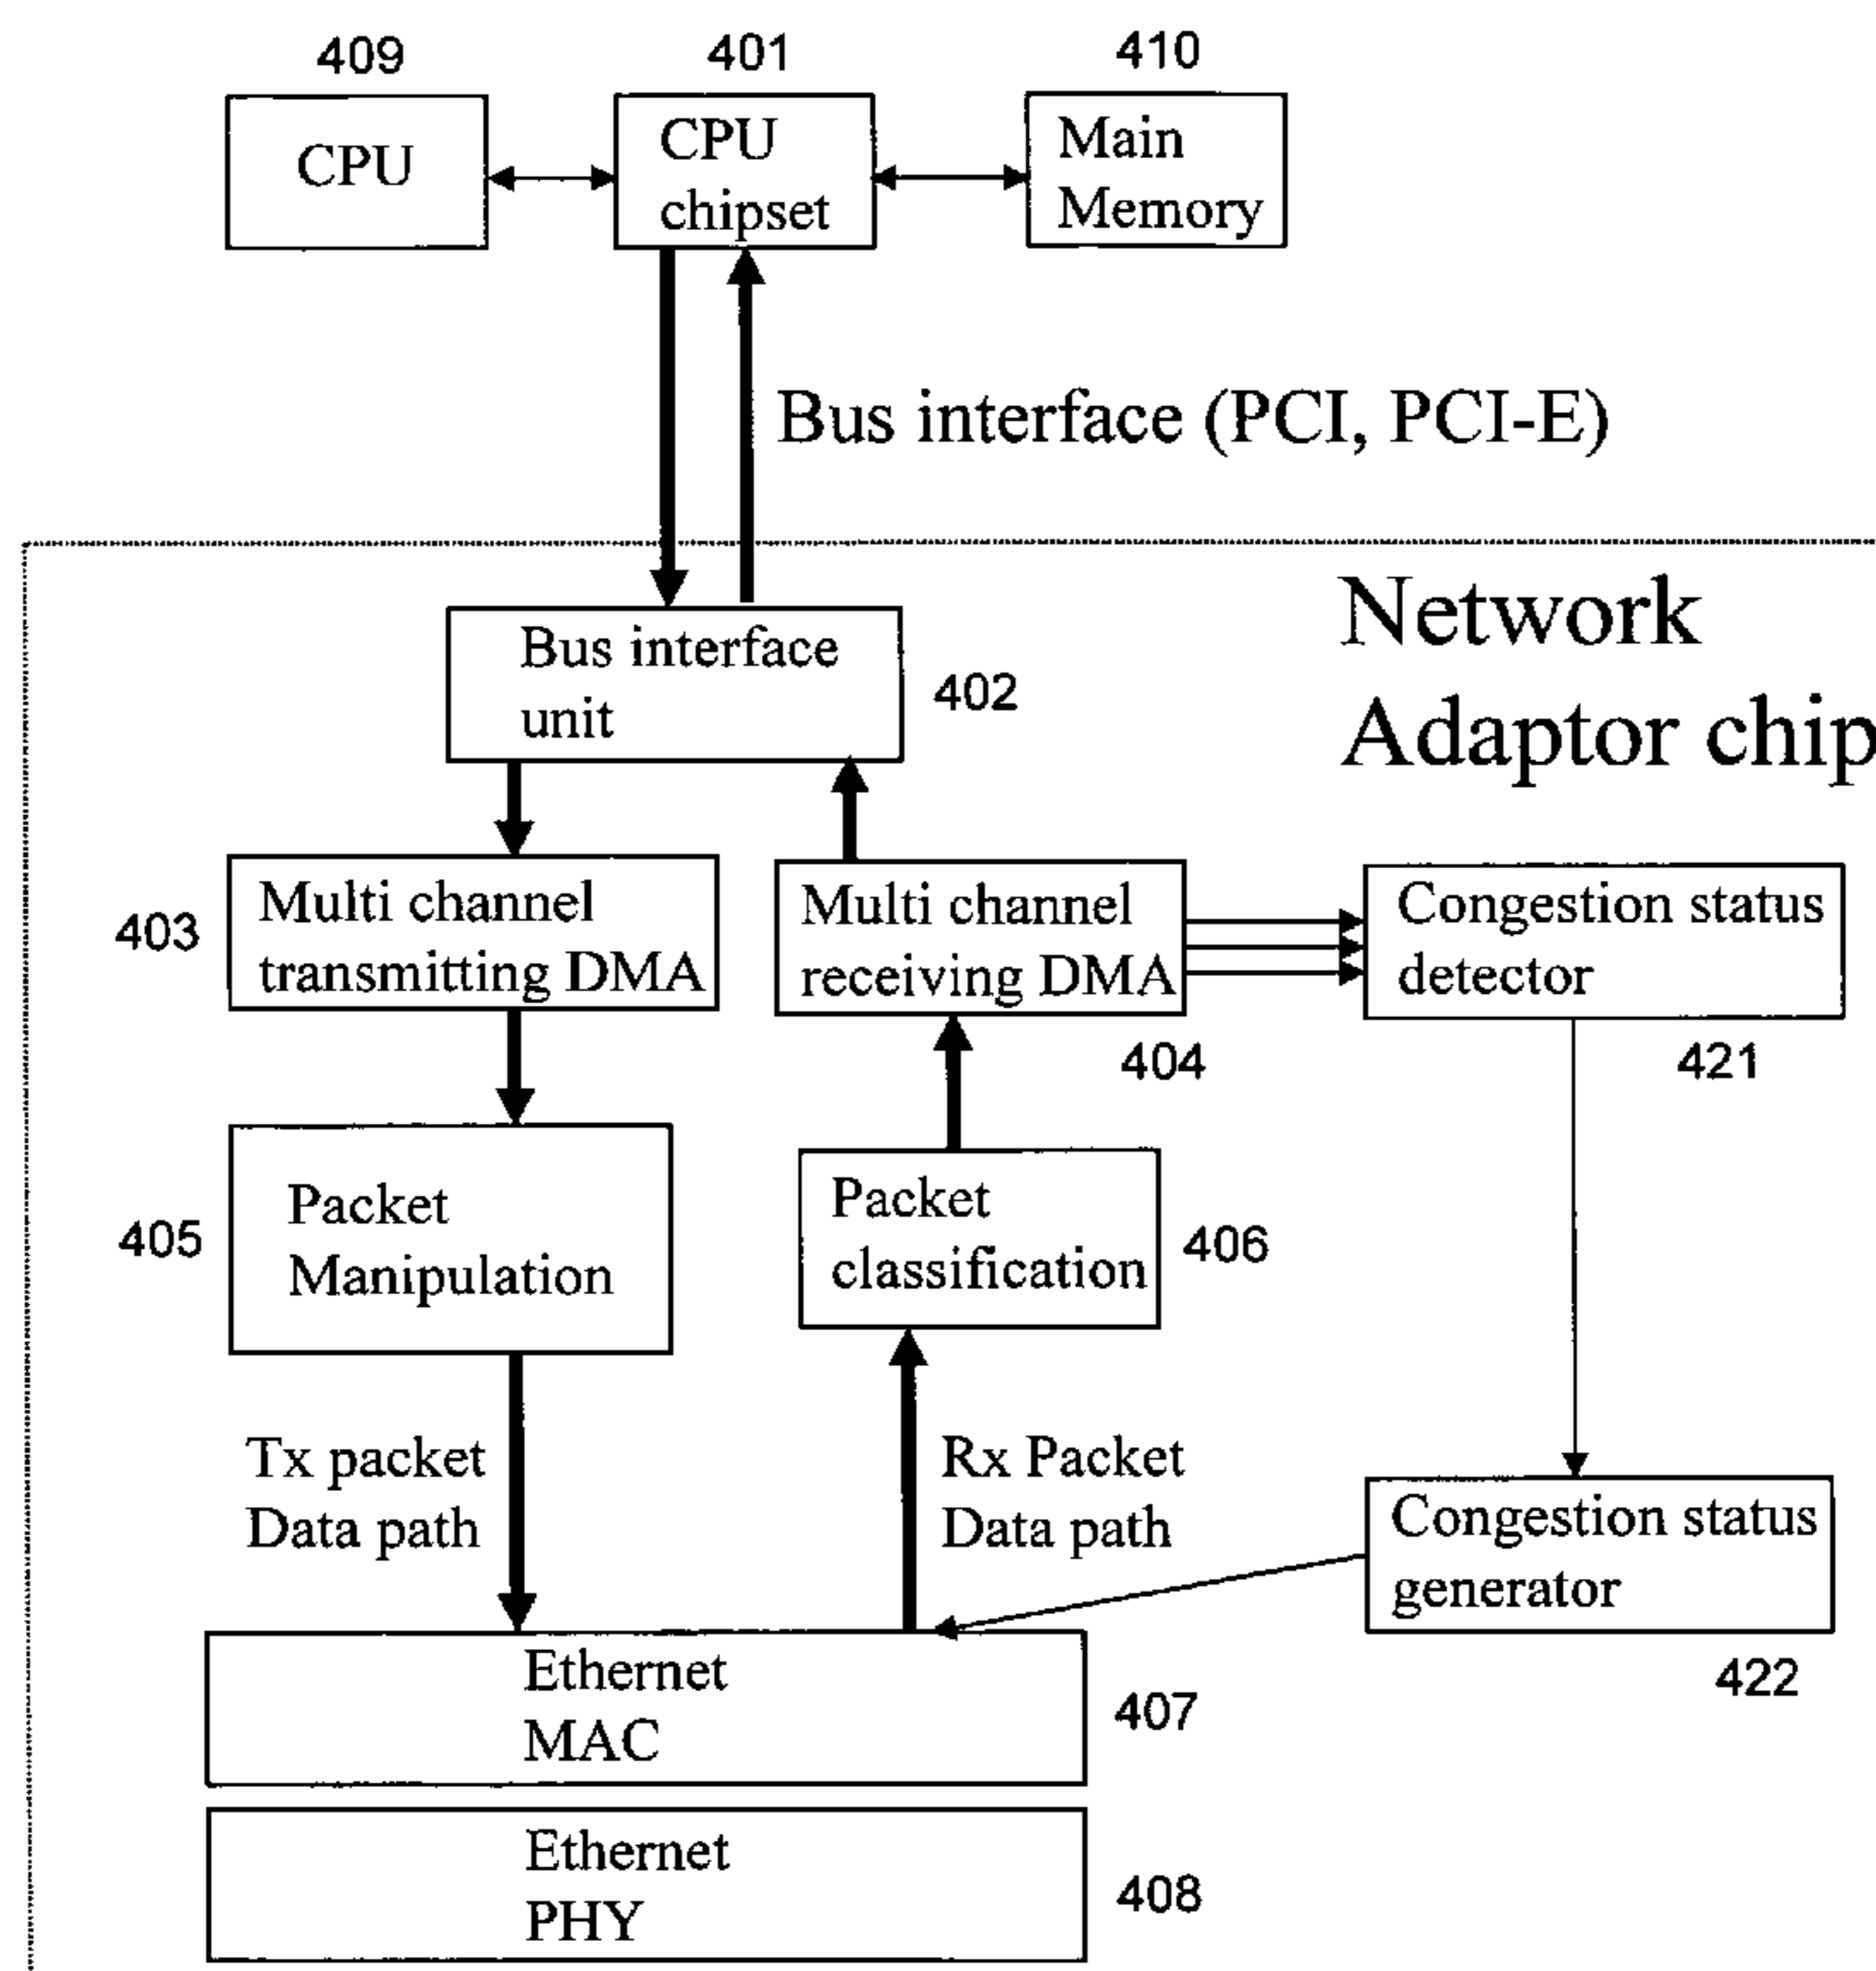 409
401
410
CPU
CPU
chipset
Main
Memory
Bus interface (PCI, PCI-E)
Network
Adaptor chip
Bus interface
unit
402
403
Multi channel
transmitting DMA
Multi channel
receiving DMA
404
Congestion status
detector
421
405
Packet
Manipulation
Packet
classification
406
Tx packet
Data path
Rx Packet
Data path
Congestion status
generator
422
Ethernet
MAC
407
Ethernet
PHY
408